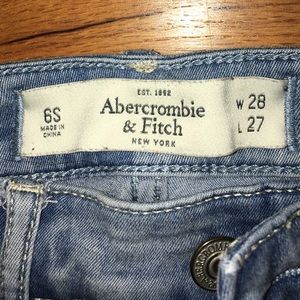 EST. 1892
6S
MADE IN
CHINA
Abercrombie
& Fitch
NEW YORK
W 28
L 27